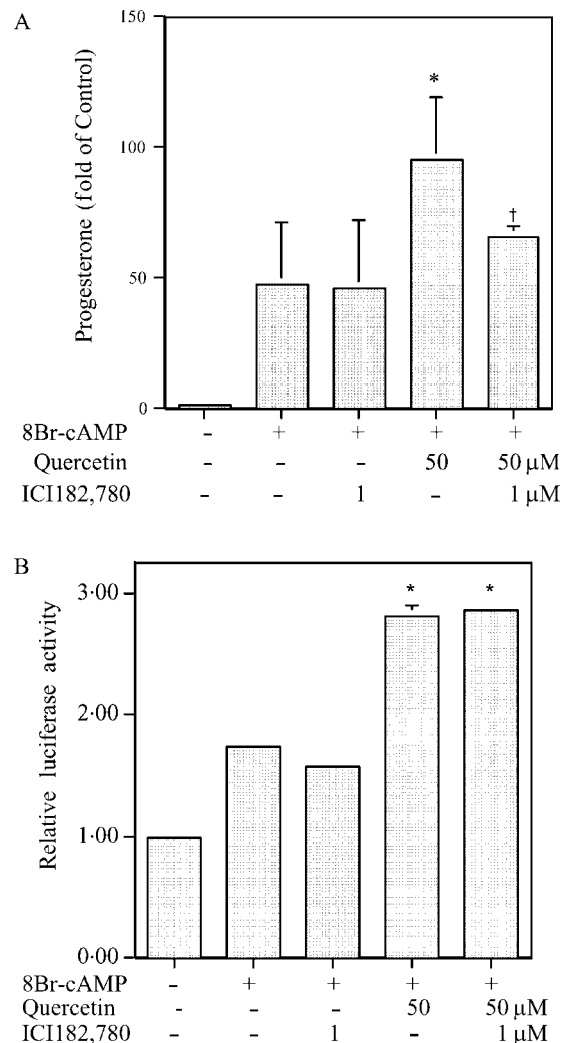 A
Progesterone (fold of Control)
150
100
50
0
*
†
8Br-cAMP - + + + +
Quercetin - - - 50 50 µM
ICI182,780 - - 1 - 1 µM
B
Relative luciferase activity
3·00
2·00
1·00
0·00
* *
8Br-cAMP - + + + +
Quercetin - - - 50 50 µM
ICI182,780 - - 1 - 1 µM